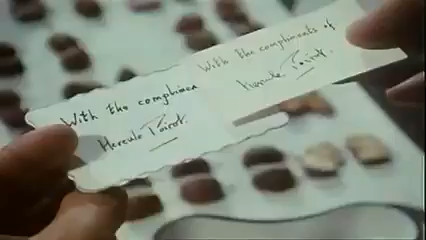 With the complimen
Hercule Poirot.
With the compliments of
Hercule Poirot.